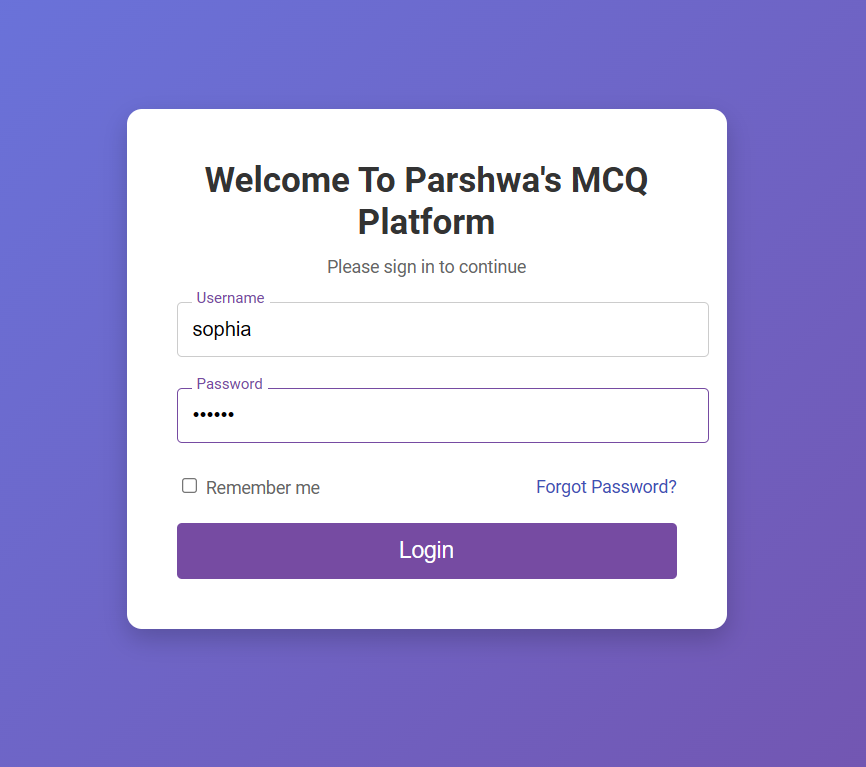 Welcome To Parshwa's MCQ
Platform
Please sign in to continue
Username
sophia
Password
••••••
Remember me
Forgot Password?
Login